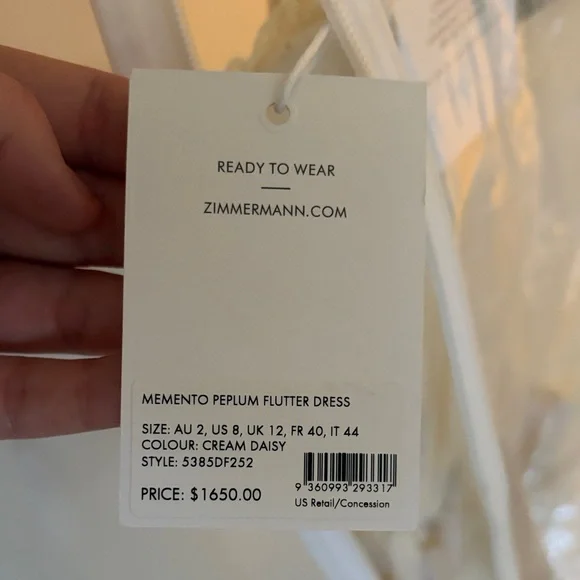 READY TO WEAR
ZIMMERMANN.COM
MEMENTO PEPLUM FLUTTER DRESS
SIZE: AU 2, US 8, UK 12, FR 40, IT 44
COLOUR: CREAM DAISY
STYLE: 5385DF252
9 360993 293317
PRICE: $1650.00
US Retail/Concession